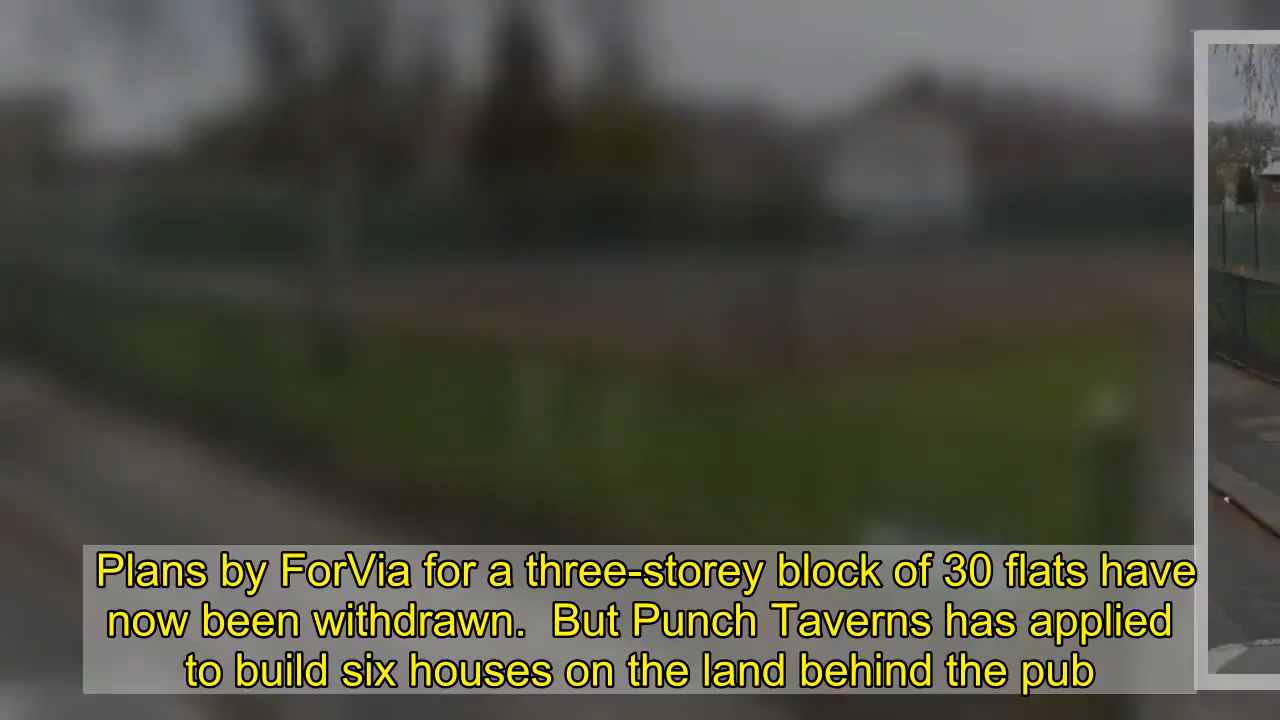 Plans by ForVia for a three-storey block of 30 flats have
now been withdrawn.  But Punch Taverns has applied
to build six houses on the land behind the pub